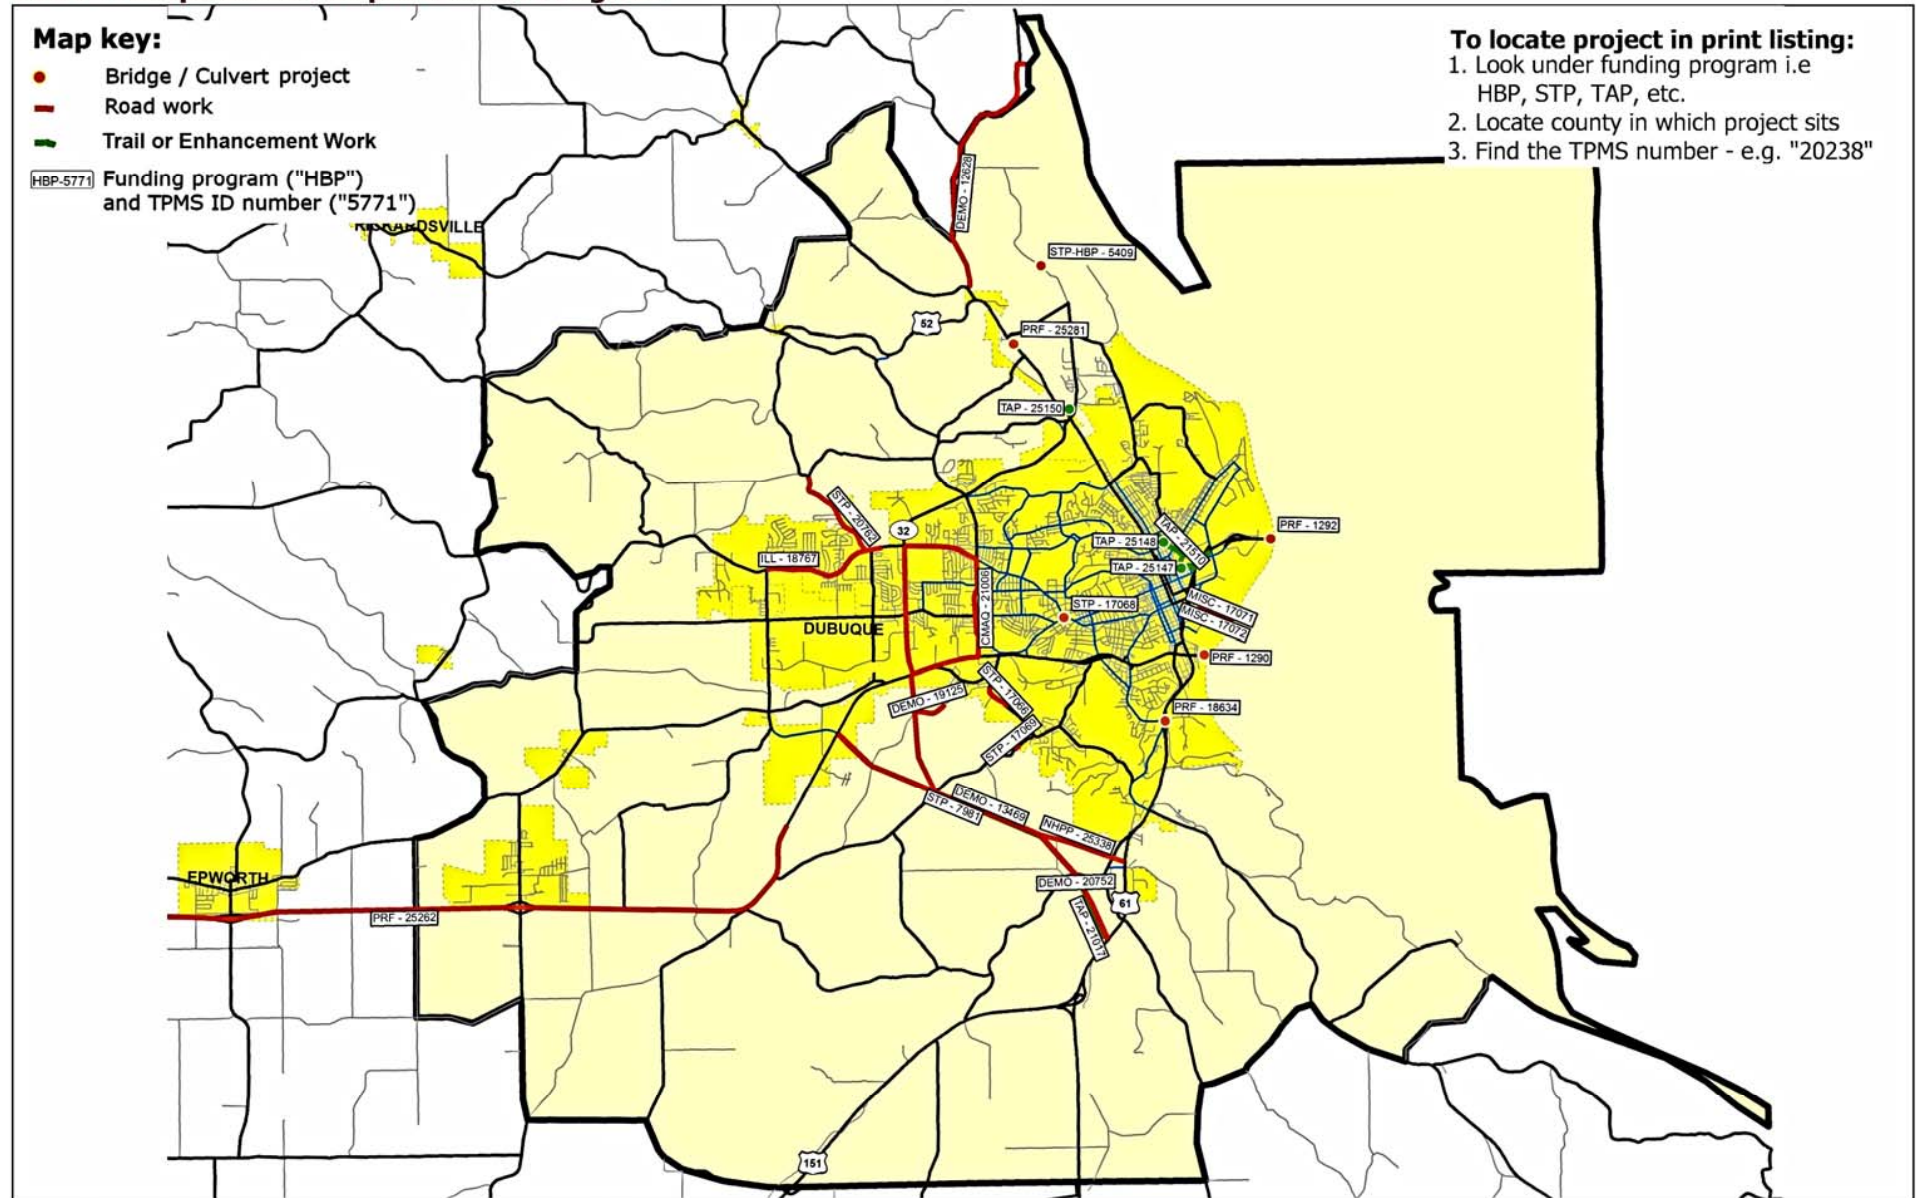 Map key:
Bridge / Culvert project
Road work
Trail or Enhancement Work
HBP-5771
Funding program ("HBP")
and TPMS ID number ("5771")
To locate project in print listing:
1. Look under funding program i.e
HBP, STP, TAP, etc.
2. Locate county in which project sits
3. Find the TPMS number - e.g. "20238"
RICKARDSVILLE
DEMO - 12628
STP-HBP - 5409
52
PRF - 25281
TAP - 25150
STP - 20762
32
ILL - 18767
PRF - 1292
TAP - 21510
TAP - 25148
TAP - 25147
CMAQ - 21006
STP - 17068
MISC - 17071
MISC - 17072
DUBUQUE
PRF - 1290
STP - 17066
DEMO - 19125
PRF - 18634
STP - 17069
DEMO - 13469
STP - 7981
NHPP - 25338
EPWORTH
DEMO - 20752
61
PRF - 25262
TAP - 21017
151